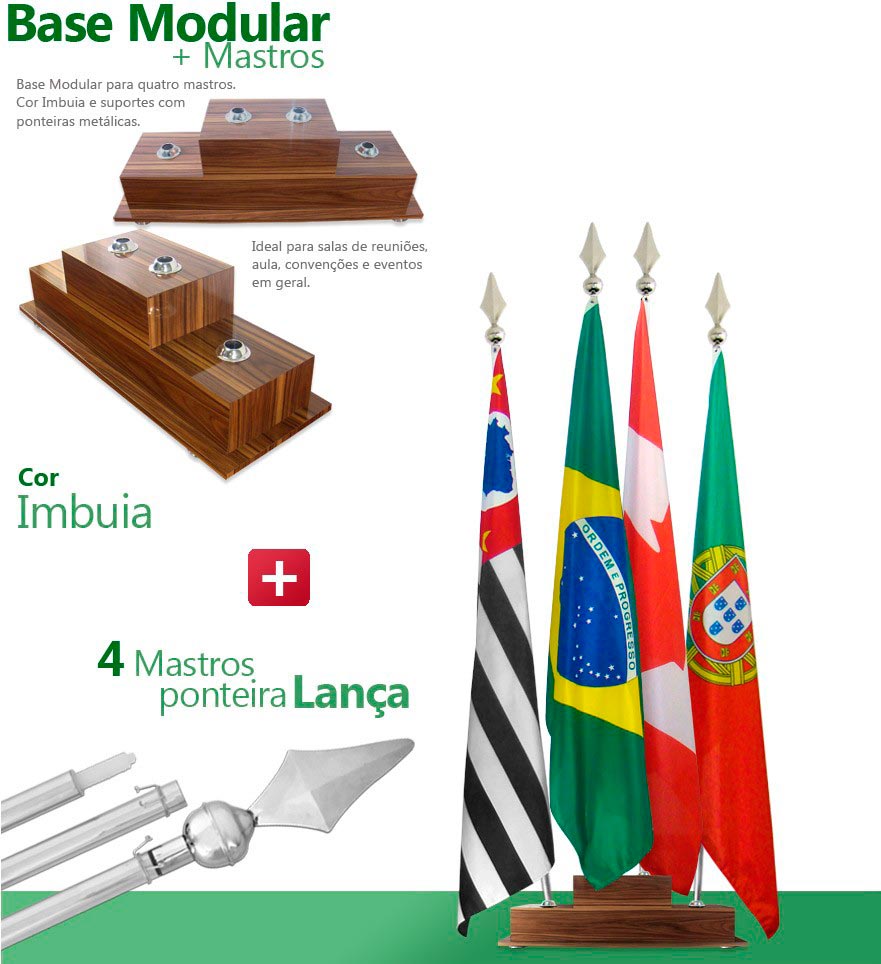 Base Modular
+ Mastros
Base Modular para quatro mastros.
Cor Imbuia e suportes com
ponteiras metálicas.
Ideal para salas de reuniões,
aula, convenções e eventos
em geral.
Cor
Imbuia
+
4 Mastros
ponteira Lança
ORDEM E PROGRESSO